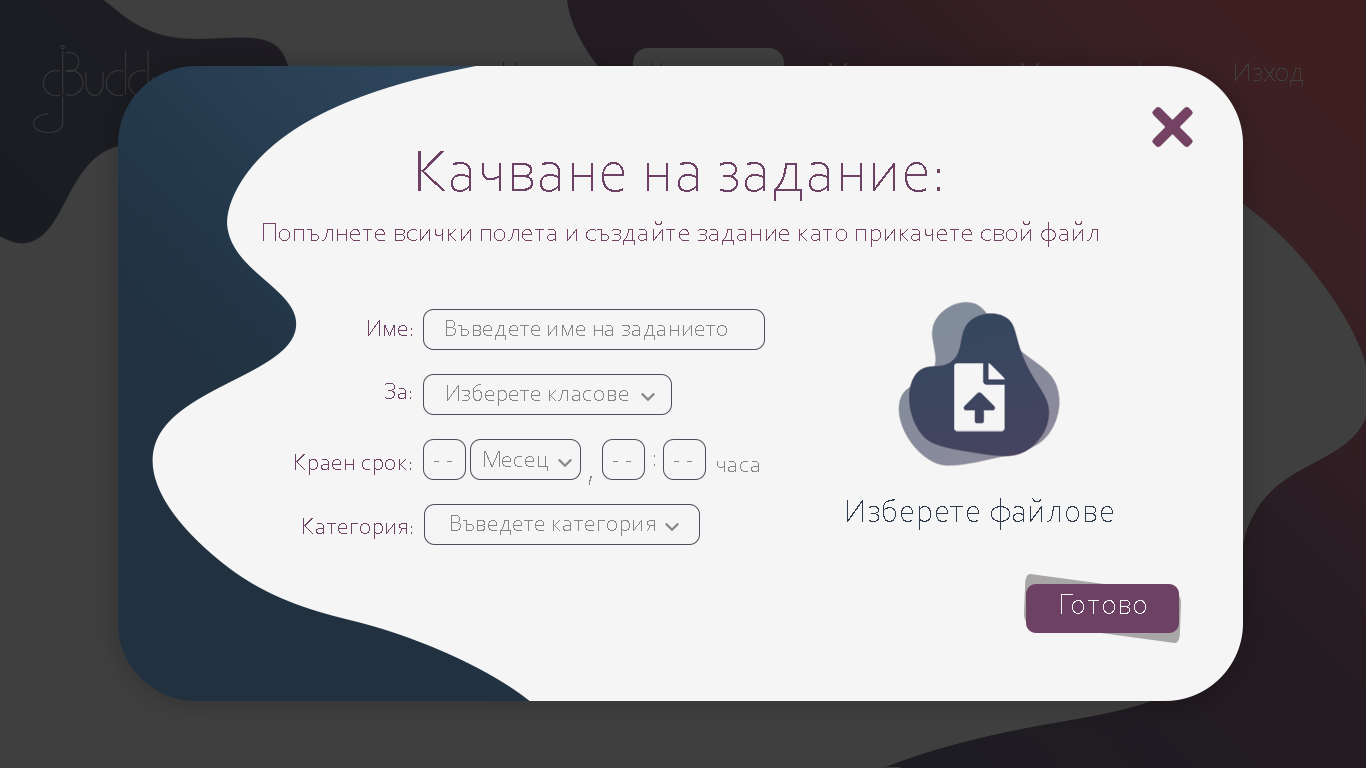 Изход
Качване на задание:
Попълнете всички полета и създайте задание като прикачете свой файл
Име: Въведете име на заданието
За: Изберете класове
Краен срок: -- Месец , -- : -- часа
Категория: Въведете категория
Изберете файлове
Готово